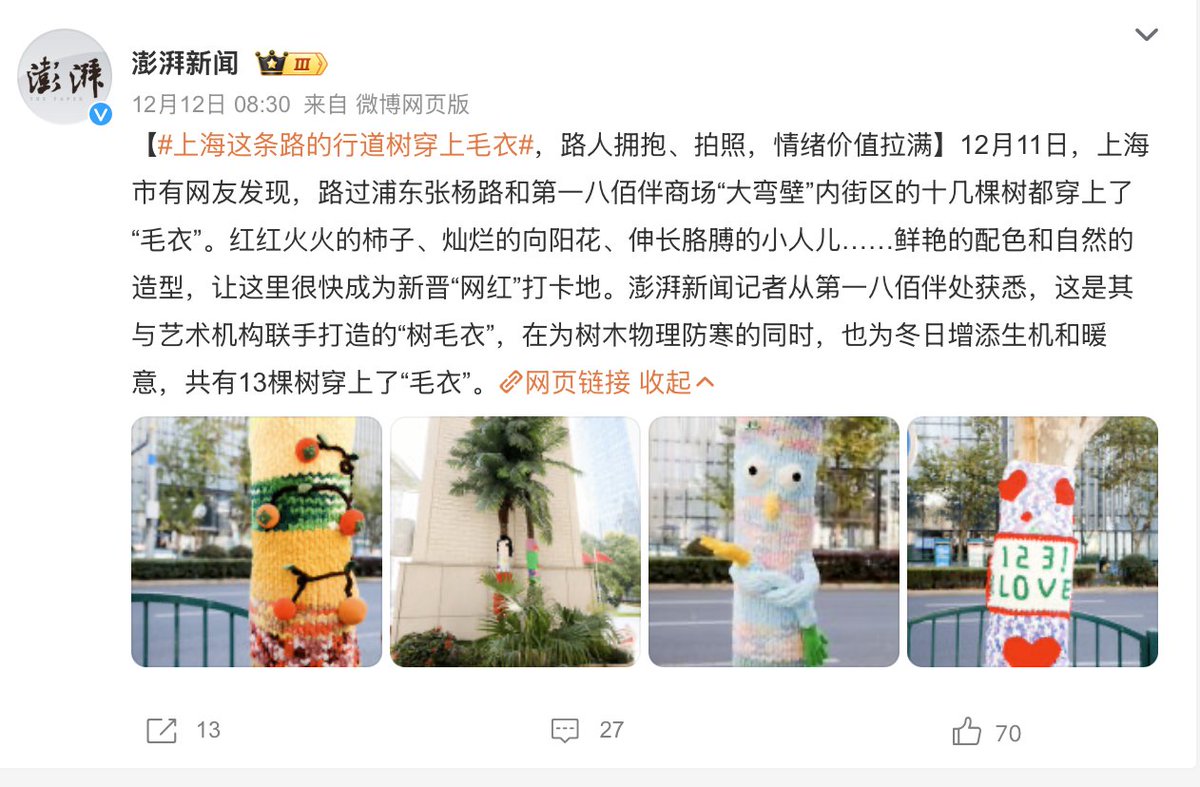 澎湃
THE PAPER
澎湃新闻 III
12月12日 08:30 来自 微博网页版
【#上海这条路的行道树穿上毛衣#，路人拥抱、拍照，情绪价值拉满】12月11日，上海
市有网友发现，路过浦东张杨路和第一八佰伴商场“大弯壁”内街区的十几棵树都穿上了
“毛衣”。红红火火的柿子、灿烂的向阳花、伸长胳膊的小人儿……鲜艳的配色和自然的
造型，让这里很快成为新晋“网红”打卡地。澎湃新闻记者从第一八佰伴处获悉，这是其
与艺术机构联手打造的“树毛衣”，在为树木物理防寒的同时，也为冬日增添生机和暖
意，共有13棵树穿上了“毛衣”。网页链接 收起
123!
LOVE
13 27 70